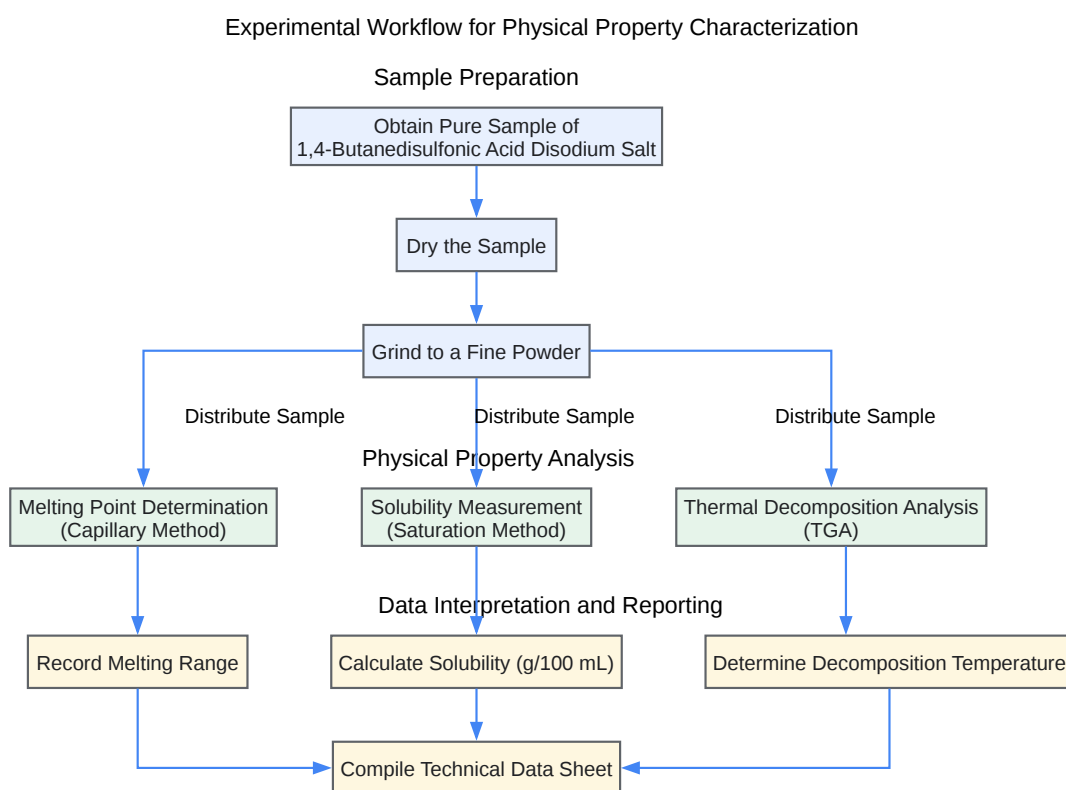 Experimental Workflow for Physical Property Characterization
Sample Preparation
Obtain Pure Sample of
1,4-Butanedisulfonic Acid Disodium Salt
Dry the Sample
Grind to a Fine Powder
Distribute Sample
Distribute Sample
Distribute Sample
Physical Property Analysis
Melting Point Determination
(Capillary Method)
Solubility Measurement
(Saturation Method)
Thermal Decomposition Analysis
(TGA)
Data Interpretation and Reporting
Record Melting Range
Calculate Solubility (g/100 mL)
Determine Decomposition Temperature
Compile Technical Data Sheet